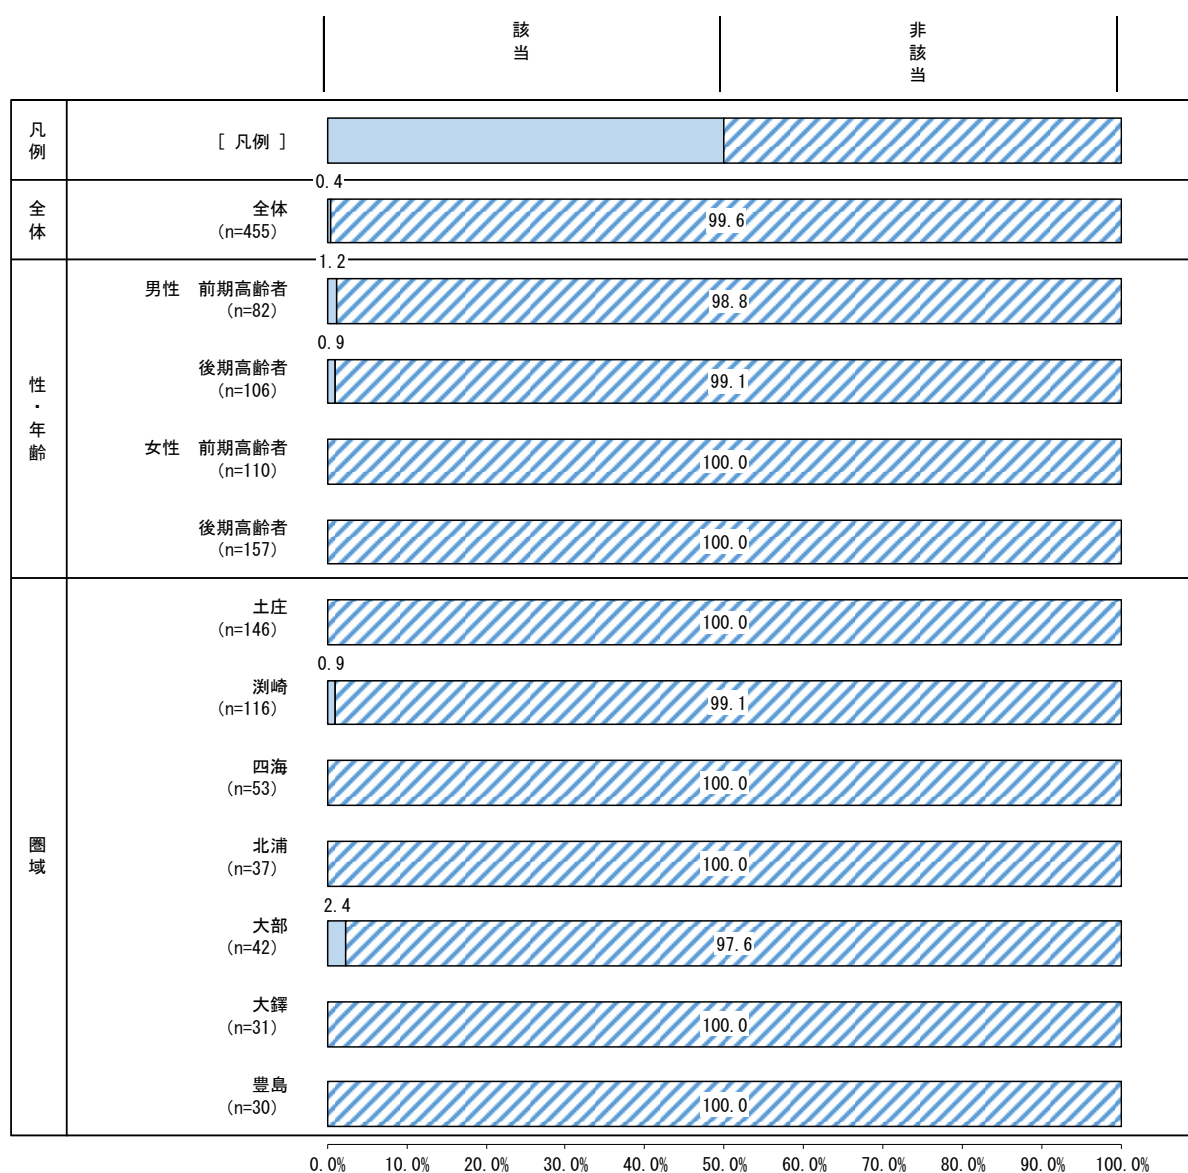 該当
非該当
凡例
[ 凡例 ]
0.4
全体
全体
(n=455)
99.6
1.2
性・年齢
男性　前期高齢者
(n=82)
98.8
0.9
後期高齢者
(n=106)
99.1
女性　前期高齢者
(n=110)
100.0
後期高齢者
(n=157)
100.0
圏域
土庄
(n=146)
100.0
0.9
渕崎
(n=116)
99.1
四海
(n=53)
100.0
北浦
(n=37)
100.0
2.4
大部
(n=42)
97.6
大鐸
(n=31)
100.0
豊島
(n=30)
100.0
0.0% 10.0% 20.0% 30.0% 40.0% 50.0% 60.0% 70.0% 80.0% 90.0% 100.0%